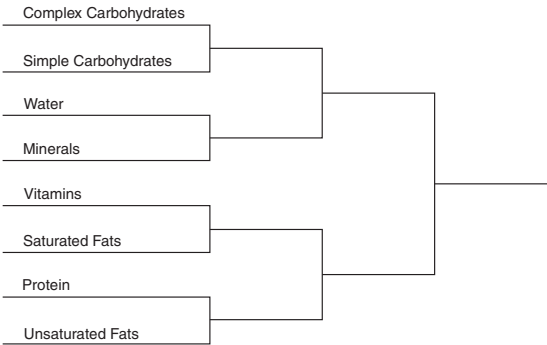 Complex Carbohydrates
Simple Carbohydrates
Water
Minerals
Vitamins
Saturated Fats
Protein
Unsaturated Fats